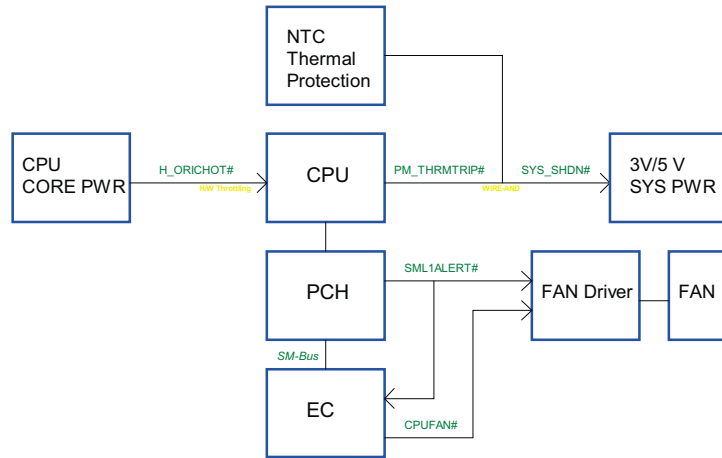 NTC
Thermal
Protection
CPU
CORE PWR
H_ORICHOT#
H/W Throttling
CPU
PM_THRMTRIP#
WIRE-AND
SYS_SHDN#
3V/5 V
SYS PWR
PCH
SML1ALERT#
FAN Driver
FAN
SM-Bus
EC
CPUFAN#